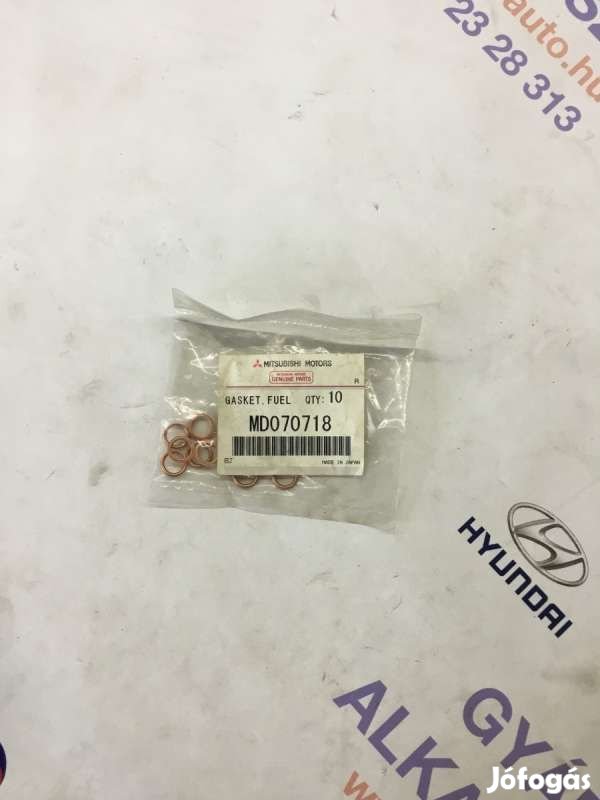 auto.hu
23 28 313
MITSUBISHI MOTORS
GENUINE PARTS
R
GASKET.FUEL QTY:10
MD070718
MADE IN JAPAN
HYUNDAI
GYÁ
ALKA
Jófogás